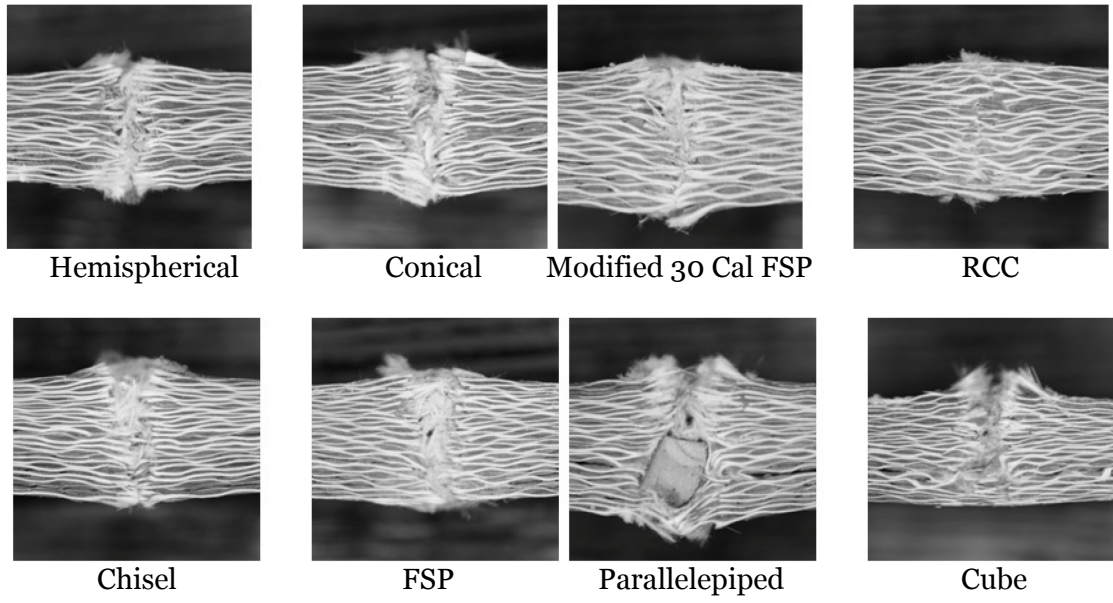 Hemispherical
Conical
Modified 30 Cal FSP
RCC
Chisel
FSP
Parallelepiped
Cube